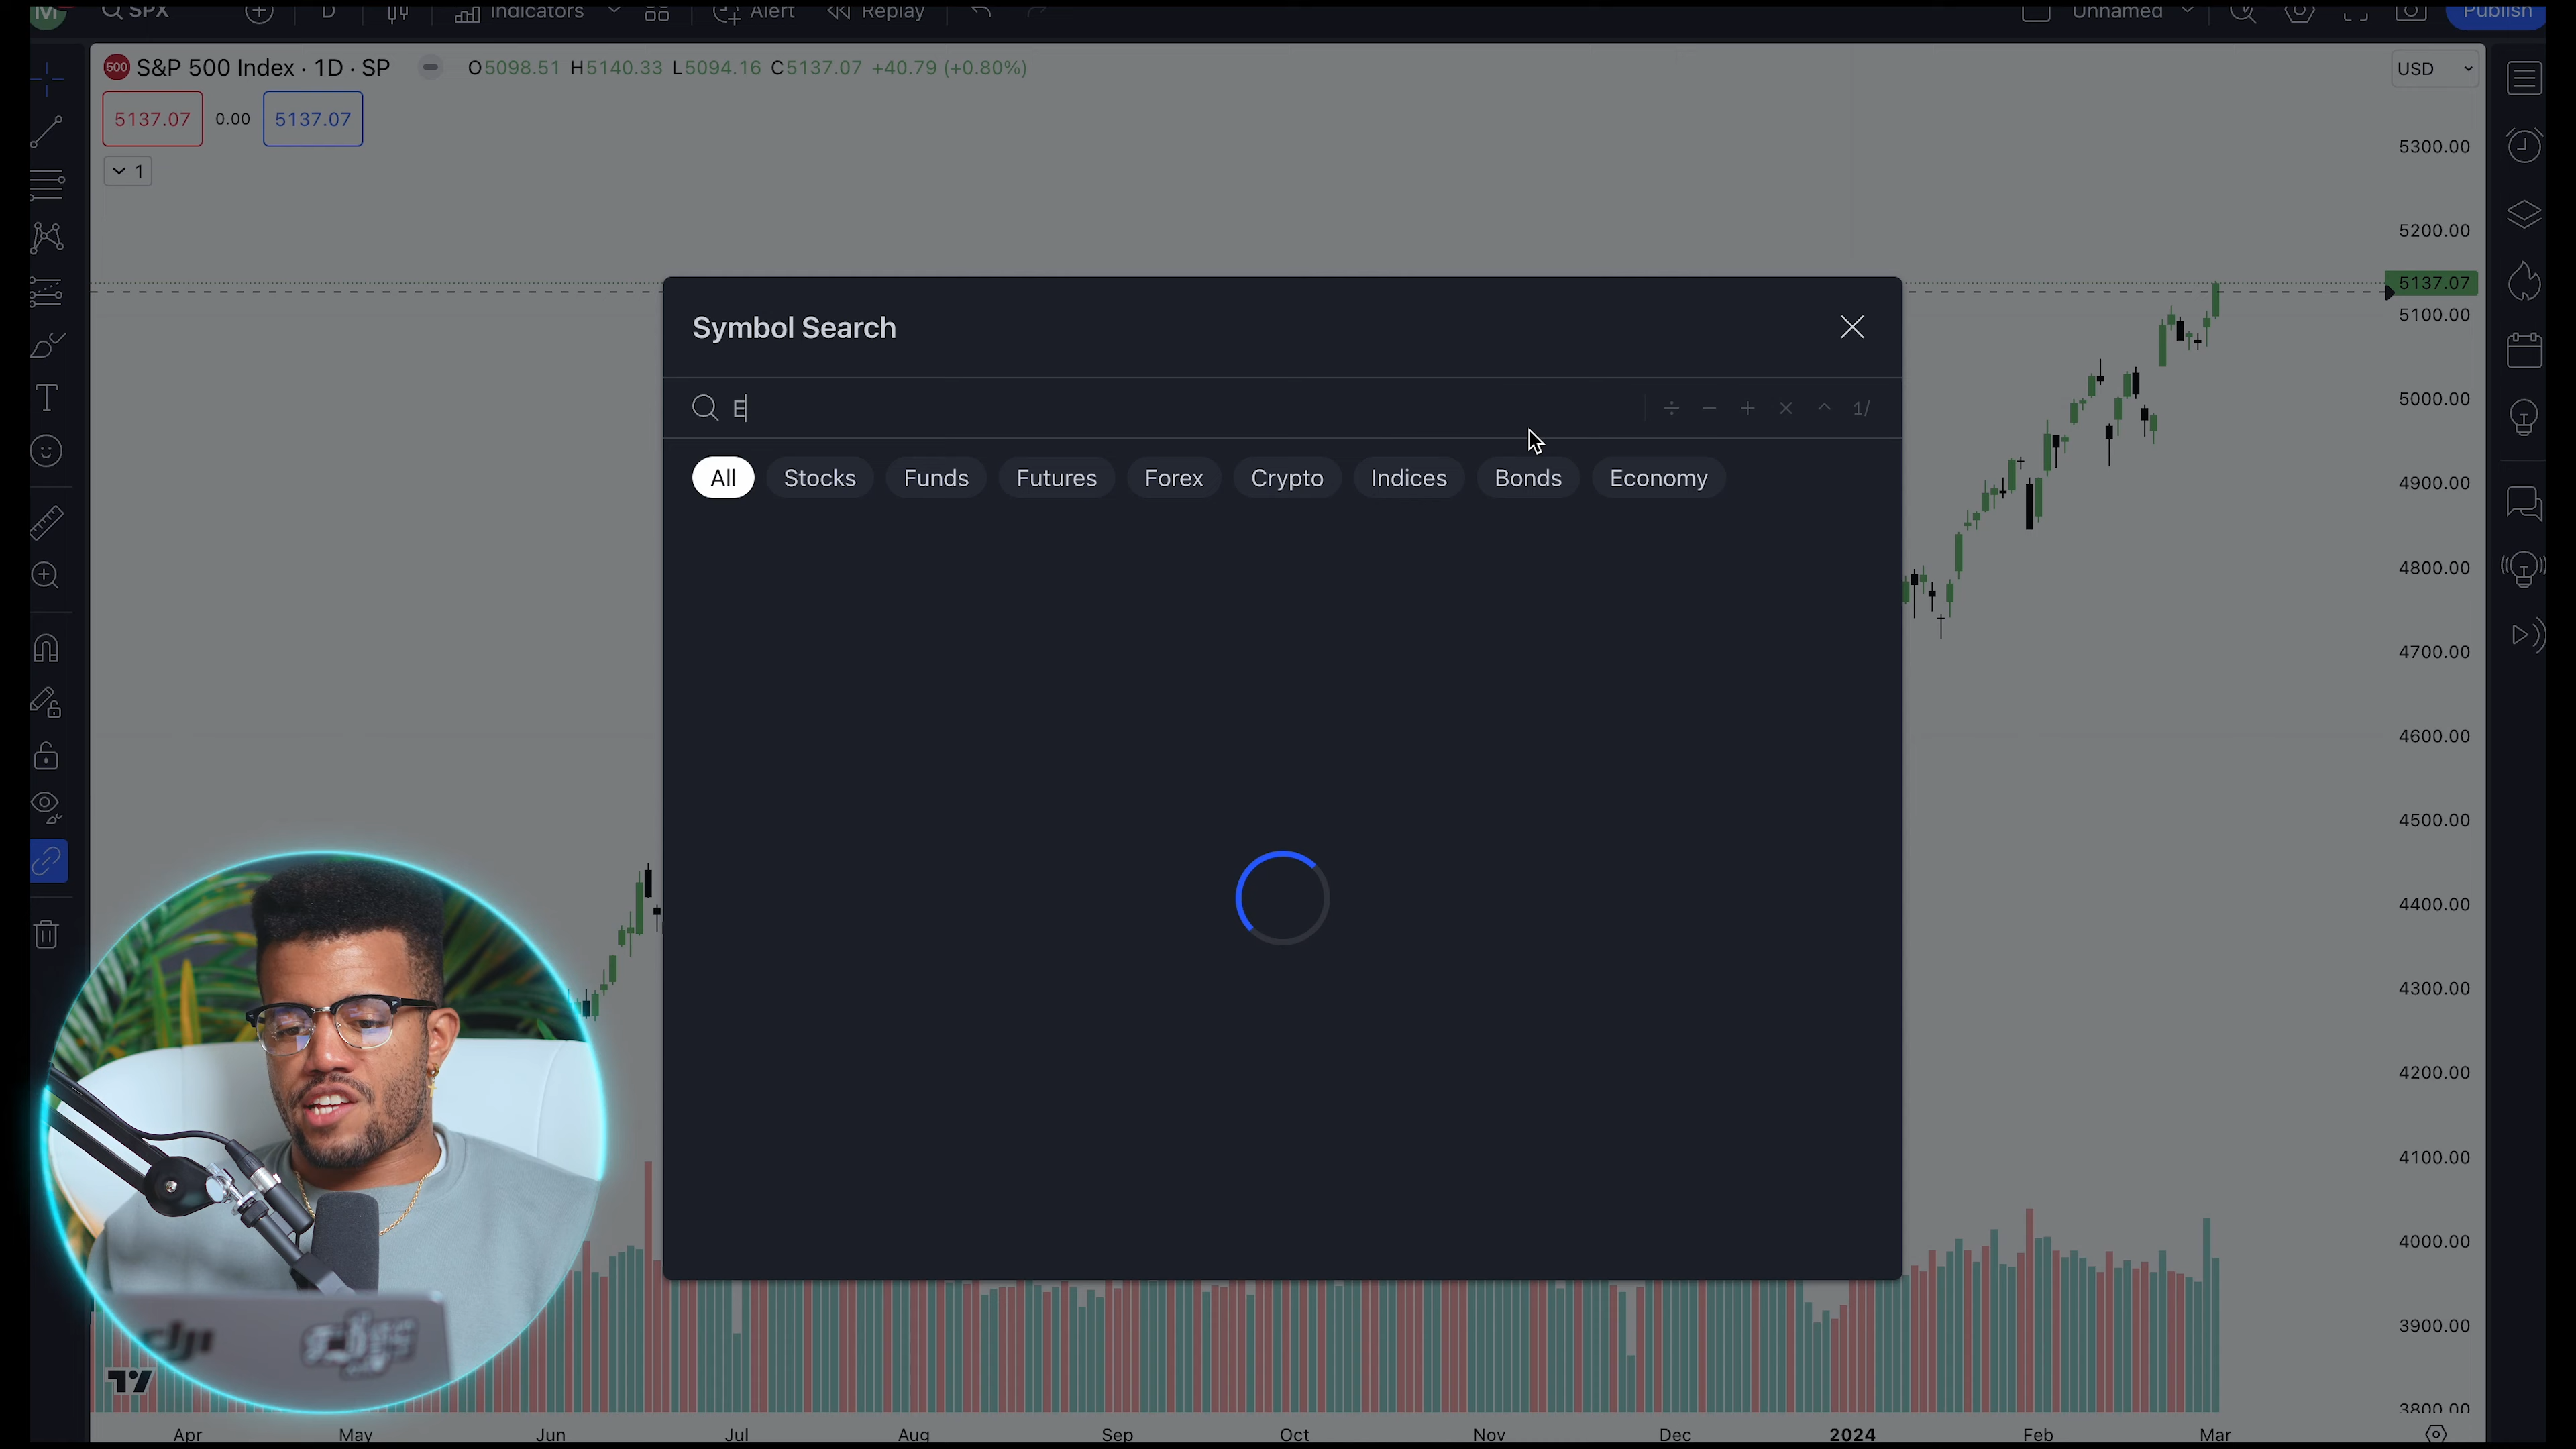 M SPX D Indicators Alert Replay Unnamed Publish
500 S&P 500 Index · 1D · SP O5098.51 H5140.33 L5094.16 C5137.07 +40.79 (+0.80%) USD
5137.07 0.00 5137.07
1
5300.00
5200.00
5137.07
5100.00
5000.00
4900.00
4800.00
4700.00
4600.00
4500.00
4400.00
4300.00
4200.00
4100.00
4000.00
3900.00
3800.00
Symbol Search
E
÷ − + × ^ 1/
All Stocks Funds Futures Forex Crypto Indices Bonds Economy
dji
Apr May Jun Jul Aug Sep Oct Nov Dec 2024 Feb Mar